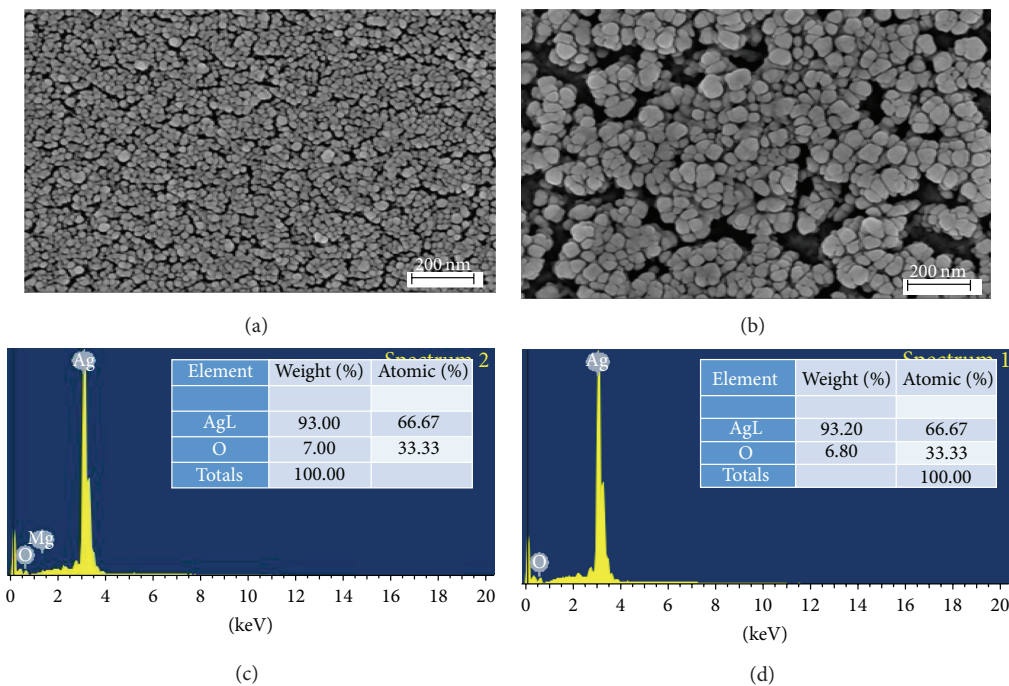 200 nm
200 nm
(a)
(b)
Spectrum 2
Ag
Element Weight (%) Atomic (%)
AgL 93.00 66.67
O 7.00 33.33
Totals 100.00
Mg
O
0 2 4 6 8 10 12 14 16 18 20
(keV)
(c)
Spectrum 1
Ag
Element Weight (%) Atomic (%)
AgL 93.20 66.67
O 6.80 33.33
Totals 100.00
O
0 2 4 6 8 10 12 14 16 18 20
(keV)
(d)